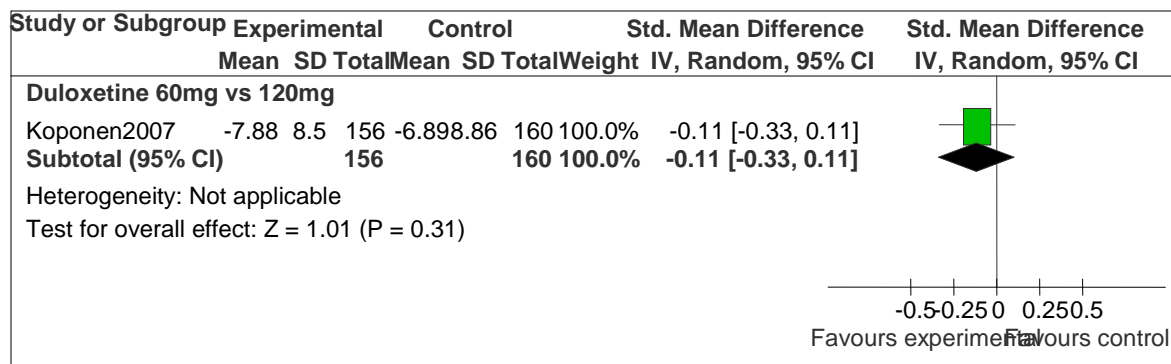 Study or Subgroup Experimental Control Std. Mean Difference Std. Mean Difference
Mean SD Total Mean SD Total Weight IV, Random, 95% CI IV, Random, 95% CI
Duloxetine 60mg vs 120mg
Koponen2007 -7.88 8.5 156 -6.89 8.86 160 100.0% -0.11 [-0.33, 0.11]
Subtotal (95% CI) 156 160 100.0% -0.11 [-0.33, 0.11]
Heterogeneity: Not applicable
Test for overall effect: Z = 1.01 (P = 0.31)
-0.5 -0.25 0 0.25 0.5
Favours experimental Favours control